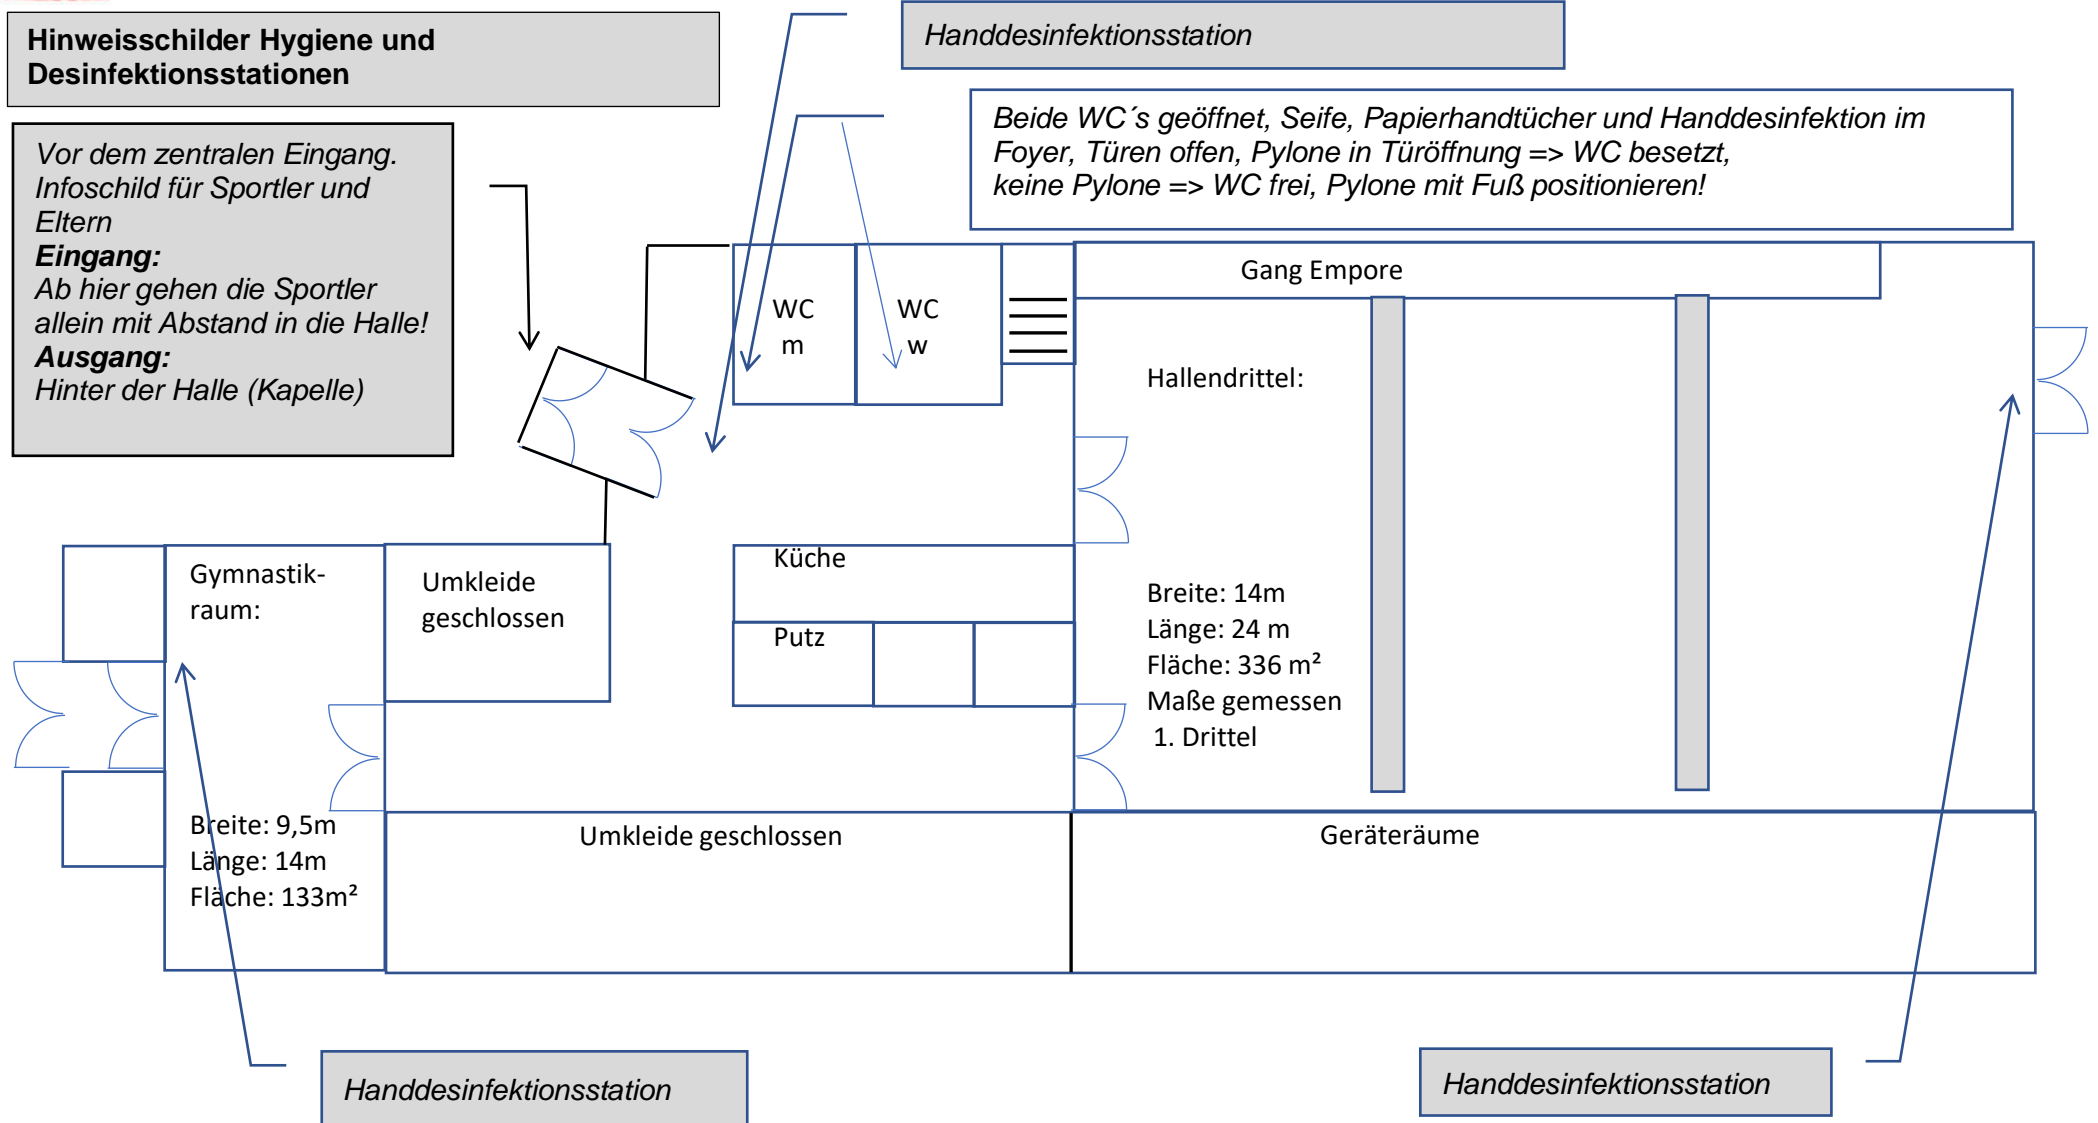 Hinweisschilder Hygiene und
Desinfektionsstationen
Handdesinfektionsstation
Beide WC´s geöffnet, Seife, Papierhandtücher und Handdesinfektion im
Foyer, Türen offen, Pylone in Türöffnung => WC besetzt,
keine Pylone => WC frei, Pylone mit Fuß positionieren!
Vor dem zentralen Eingang.
Infoschild für Sportler und
Eltern
Eingang:
Ab hier gehen die Sportler
allein mit Abstand in die Halle!
Ausgang:
Hinter der Halle (Kapelle)
WC
m
WC
w
Gang Empore
Hallendrittel:
Breite: 14m
Länge: 24 m
Fläche: 336 m²
Maße gemessen
1. Drittel
Küche
Putz
Gymnastik-
raum:
Umkleide
geschlossen
Breite: 9,5m
Länge: 14m
Fläche: 133m²
Umkleide geschlossen
Geräteräume
Handdesinfektionsstation
Handdesinfektionsstation